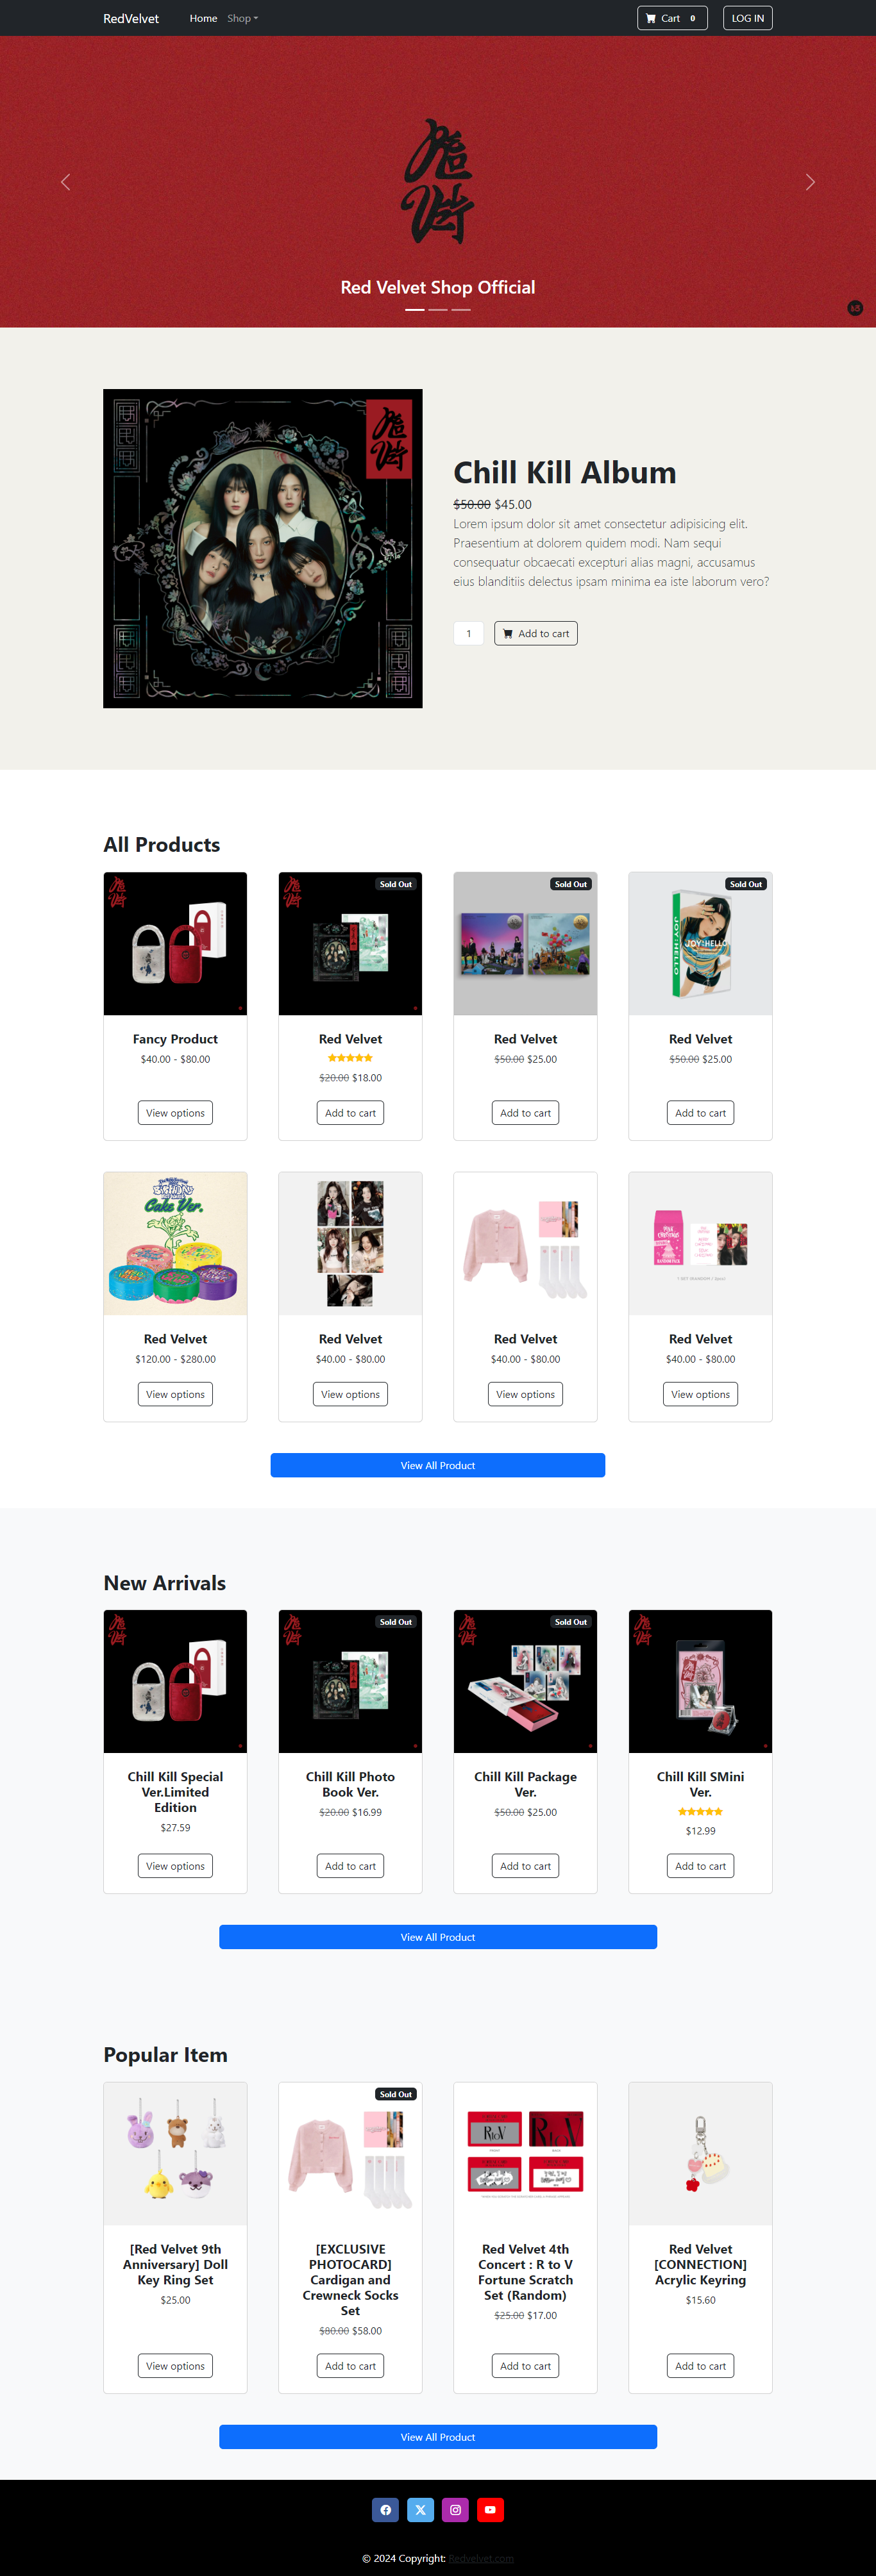 RedVelvet
Home
Shop
Cart 0
LOG IN
Red Velvet Shop Official
Chill Kill Album
$50.00 $45.00
Lorem ipsum dolor sit amet consectetur adipisicing elit.
Praesentium at dolorem quidem modi. Nam sequi
consequatur obcaecati excepturi alias magni, accusamus
eius blanditiis delectus ipsam minima ea iste laborum vero?
1
Add to cart
All Products
Sold Out
Sold Out
Sold Out
JOY:HELLO
JOY:HELLO
Fancy Product
$40.00 - $80.00
View options
Red Velvet
$20.00 $18.00
Add to cart
Red Velvet
$50.00 $25.00
Add to cart
Red Velvet
$50.00 $25.00
Add to cart
BIRTHDAY
Cake Ver.
Red Velvet
$120.00 - $280.00
View options
Red Velvet
$40.00 - $80.00
View options
Red Velvet
$40.00 - $80.00
View options
Red Velvet
$40.00 - $80.00
View options
View All Product
New Arrivals
Sold Out
Sold Out
Chill Kill Special
Ver.Limited
Edition
$27.59
View options
Chill Kill Photo
Book Ver.
$20.00 $16.99
Add to cart
Chill Kill Package
Ver.
$50.00 $25.00
Add to cart
Chill Kill SMini
Ver.
$12.99
Add to cart
View All Product
Popular Item
Sold Out
RtoV
[Red Velvet 9th
Anniversary] Doll
Key Ring Set
$25.00
View options
[EXCLUSIVE
PHOTOCARD]
Cardigan and
Crewneck Socks
Set
$80.00 $58.00
Add to cart
Red Velvet 4th
Concert : R to V
Fortune Scratch
Set (Random)
$25.00 $17.00
Add to cart
Red Velvet
[CONNECTION]
Acrylic Keyring
$15.60
Add to cart
View All Product
© 2024 Copyright: Redvelvet.com